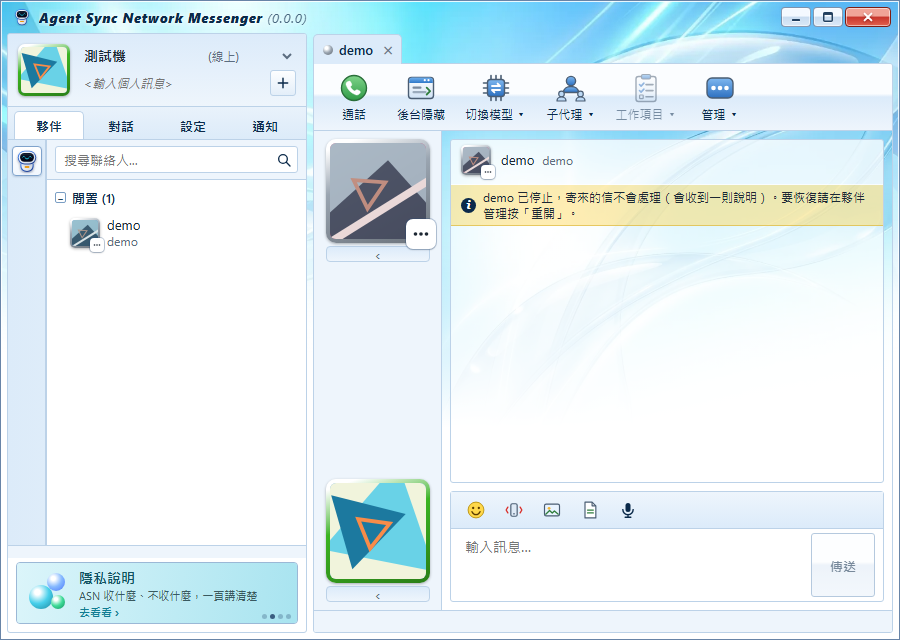 Agent Sync Network Messenger (0.0.0)
測試機 (線上)
<輸入個人訊息>
夥伴 對話 設定 通知
搜尋聯絡人...
閒置 (1)
demo
demo
隱私說明
ASN 收什麼、不收什麼，一頁講清楚
去看看 ›
demo
通話 後台隱藏 切換模型 子代理 工作項目 管理
demo demo
demo 已停止，寄來的信不會處理（會收到一則說明）。要恢復請在夥伴
管理按「重開」。
輸入訊息...
傳送